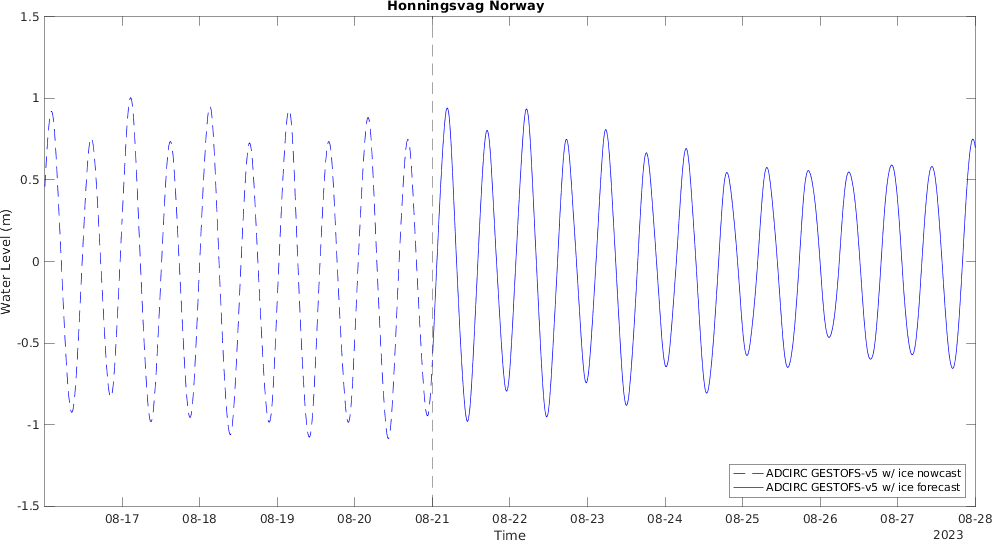 Honningsvag Norway
1.5
1
0.5
0
-0.5
-1
-1.5
Water Level (m)
ADCIRC GESTOFS-v5 w/ ice nowcast
ADCIRC GESTOFS-v5 w/ ice forecast
08-17 08-18 08-19 08-20 08-21 08-22 08-23 08-24 08-25 08-26 08-27 08-28
Time
2023